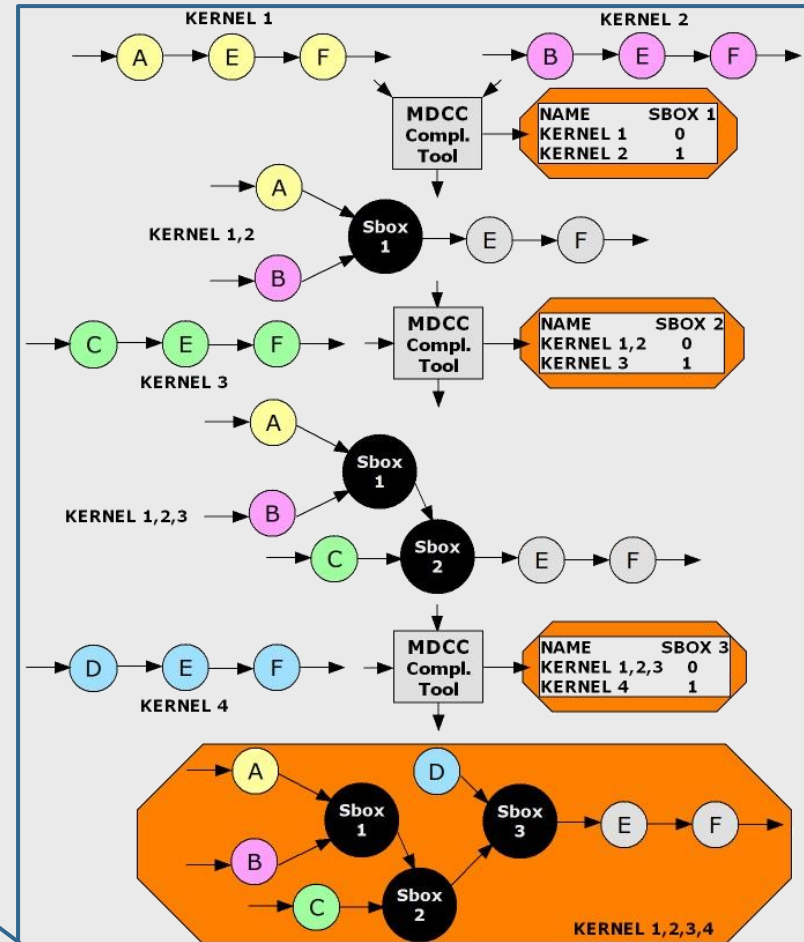 KERNEL 1
KERNEL 2
A E F
B E F
MDCC
Compl.
Tool
NAME SBOX 1
KERNEL 1 0
KERNEL 2 1
A
KERNEL 1,2
Sbox
1
E F
B
C E F
KERNEL 3
MDCC
Compl.
Tool
NAME SBOX 2
KERNEL 1,2 0
KERNEL 3 1
A
Sbox
1
KERNEL 1,2,3
B
C
Sbox
2
E F
D E F
KERNEL 4
MDCC
Compl.
Tool
NAME SBOX 3
KERNEL 1,2,3 0
KERNEL 4 1
A
D
Sbox
1
Sbox
3
E F
B
C
Sbox
2
KERNEL 1,2,3,4